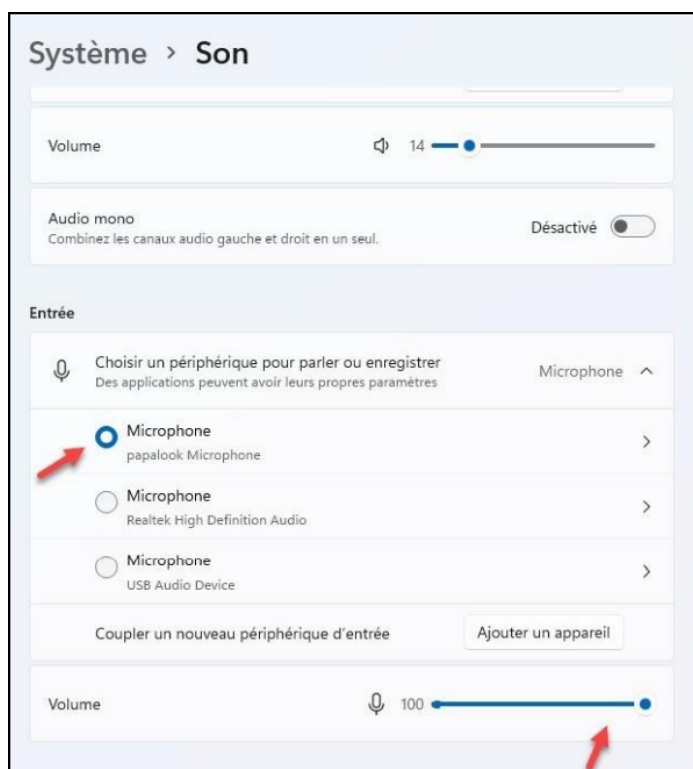 Système > Son
Volume 14
Audio mono
Combinez les canaux audio gauche et droit en un seul.
Désactivé
Entrée
Choisir un périphérique pour parler ou enregistrer
Des applications peuvent avoir leurs propres paramètres
Microphone
Microphone
papalook Microphone
Microphone
Realtek High Definition Audio
Microphone
USB Audio Device
Coupler un nouveau périphérique d'entrée
Ajouter un appareil
Volume 100